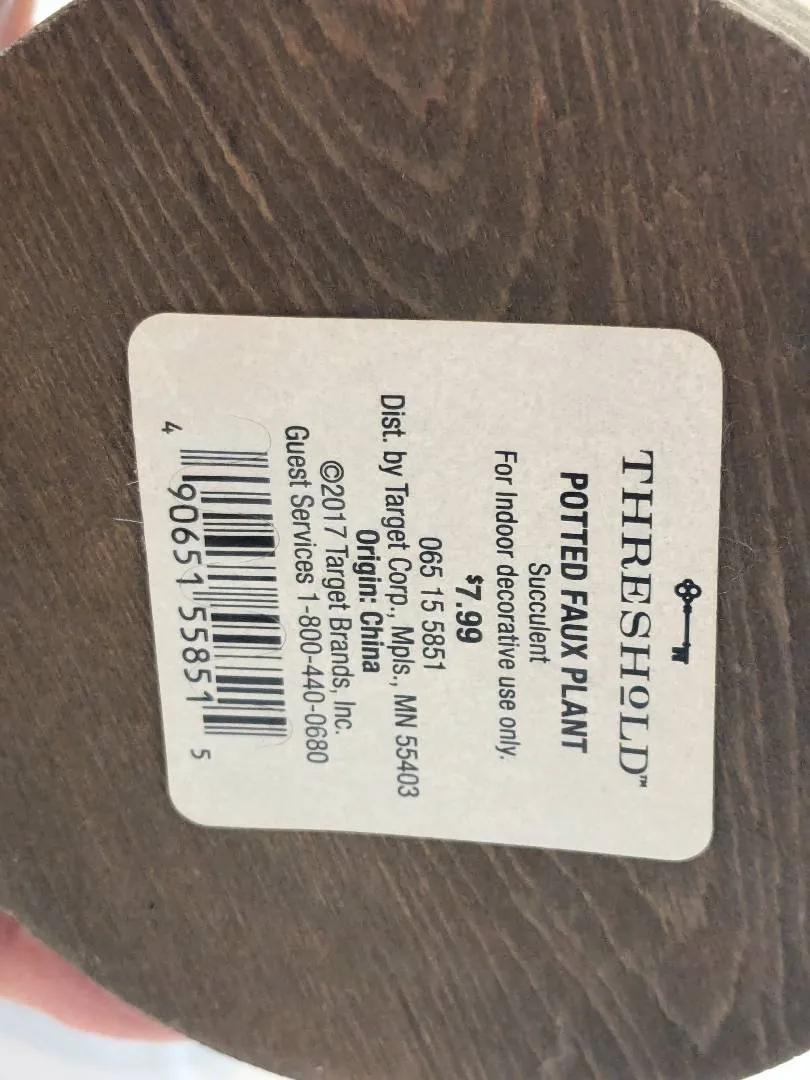 THRESHOLD™
POTTED FAUX PLANT
Succulent
For Indoor decorative use only.
$7.99
065 15 5851
Dist. by Target Corp., Mpls., MN 55403
Origin: China
©2017 Target Brands, Inc.
Guest Services 1-800-440-0680
4 90651 55851 5